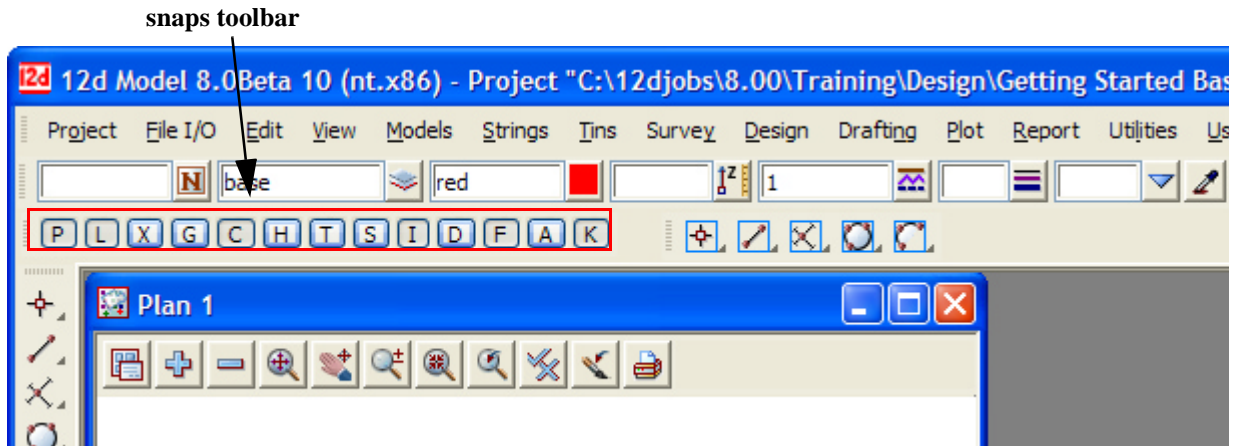 snaps toolbar
12d 12d Model 8.0Beta 10 (nt.x86) - Project "C:\12djobs\8.00\Training\Design\Getting Started Bas
Project File I/O Edit View Models Strings Tins Survey Design Drafting Plot Report Utilities Us
N base red Z 1
P L X G C H T S I D F A K
Plan 1